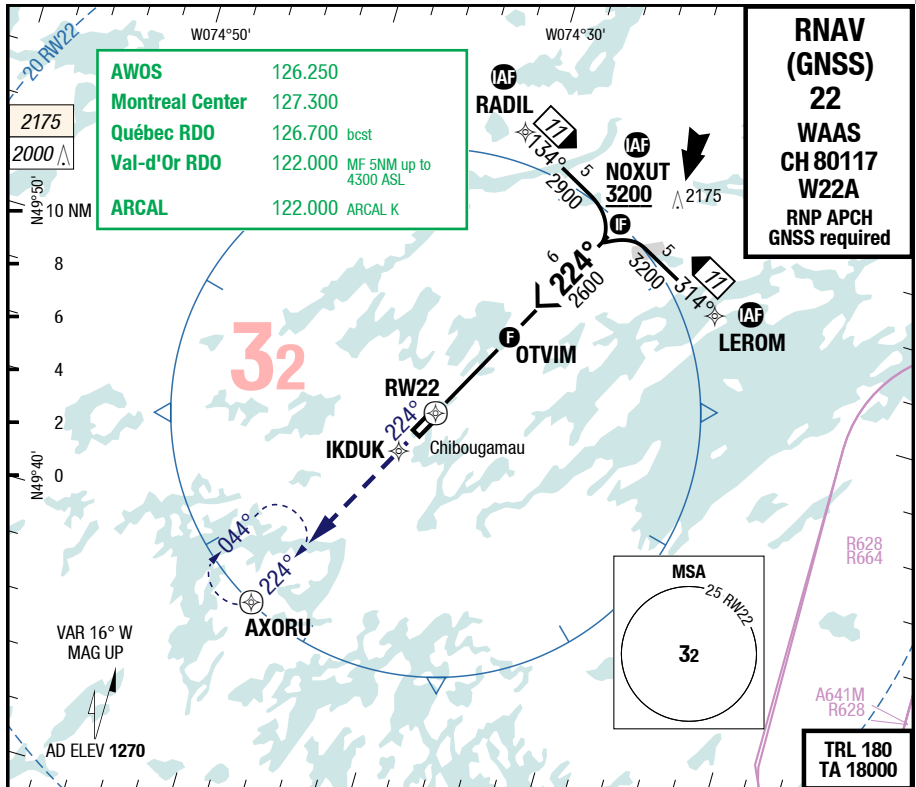 W074°50'
W074°30'
20 RW22
AWOS 126.250
Montreal Center 127.300
Québec RDO 126.700 bcst
Val-d'Or RDO 122.000 MF 5NM up to
4300 ASL
ARCAL 122.000 ARCAL K
RNAV
(GNSS)
22
WAAS
CH 80117
W22A
RNP APCH
GNSS required
2175
2000
N49°50'
10 NM
8
6
4
2
0
N49°40'
IAF
RADIL
11
134°
5
2900
IAF
NOXUT
3200
2175
IF
5
3200
11
314°
IAF
LEROM
6
224°
2600
F
OTVIM
32
RW22
224°
IKDUK
Chibougamau
044°
224°
AXORU
VAR 16° W
MAG UP
AD ELEV 1270
MSA
25 RW22
32
R628
R664
A641M
R628
TRL 180
TA 18000